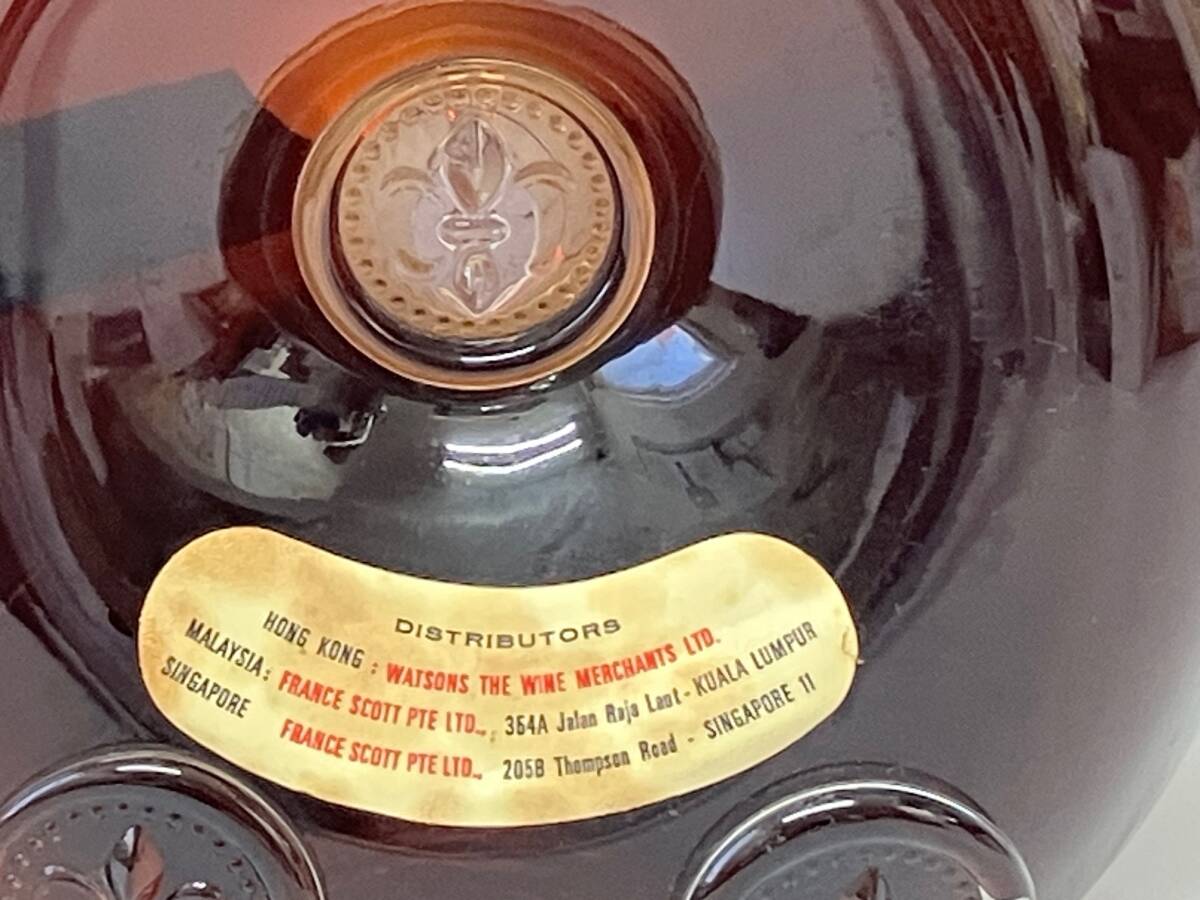 DISTRIBUTORS
HONG KONG : WATSONS THE WINE MERCHANTS LTD.
MALAYSIA: FRANCE SCOTT PTE LTD., 364A Jalan Raja Laut - KUALA LUMPUR
SINGAPORE FRANCE SCOTT PTE LTD., 205B Thompson Road - SINGAPORE 11